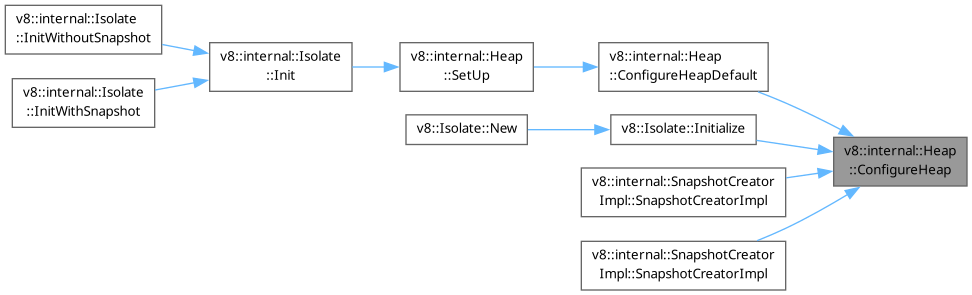 v8::internal::Isolate
::InitWithoutSnapshot
v8::internal::Isolate
::InitWithSnapshot
v8::internal::Isolate
::Init
v8::internal::Heap
::SetUp
v8::internal::Heap
::ConfigureHeapDefault
v8::Isolate::New
v8::Isolate::Initialize
v8::internal::Heap
::ConfigureHeap
v8::internal::SnapshotCreator
Impl::SnapshotCreatorImpl
v8::internal::SnapshotCreator
Impl::SnapshotCreatorImpl